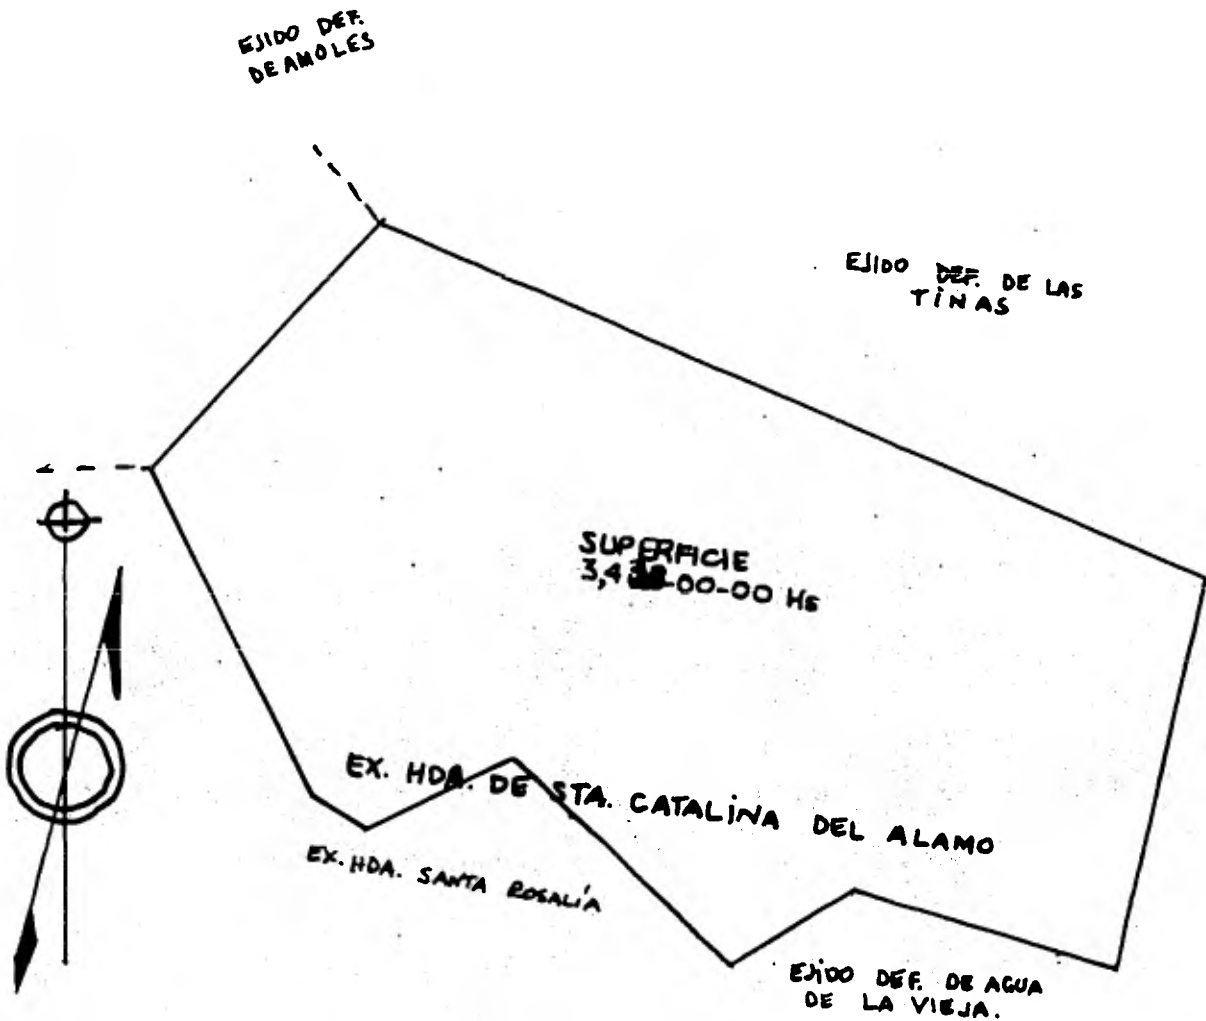 EJIDO DEF.
DE AMOLES
EJIDO DEF. DE LAS
TINAS
SUPERFICIE
00-00 Hs
EX. HDA. DE STA. CATALINA DEL ALAMO
EX. HDA. SANTA ROSALÍA
EJIDO DEF. DE AGUA
DE LA VIEJA.